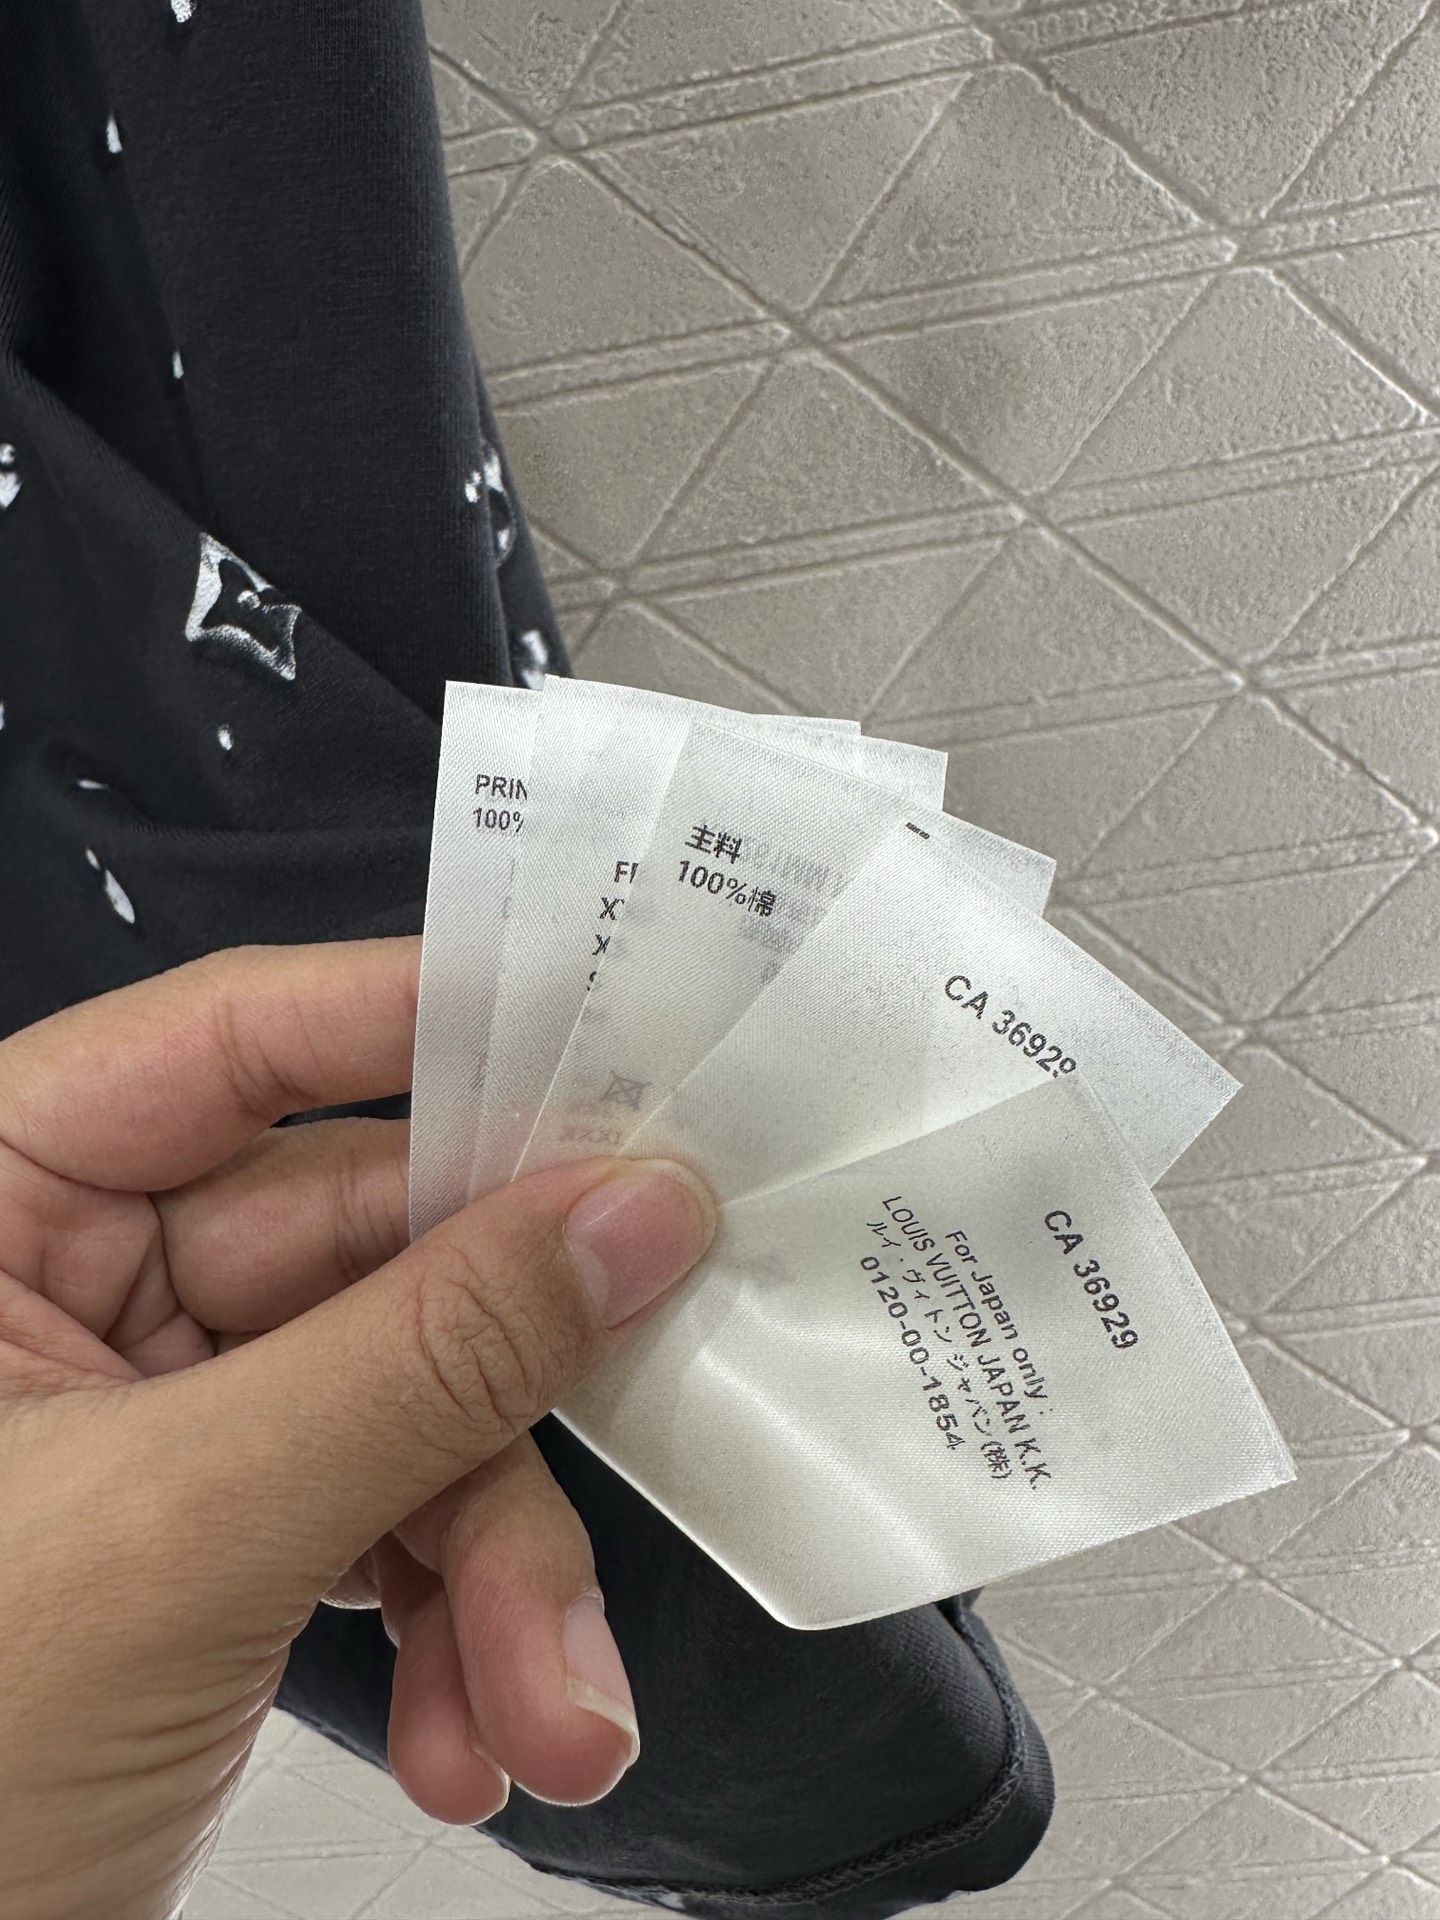 PRIN
100%
主料
100%棉
CA 36929
CA 36929
For Japan only :
LOUIS VUITTON JAPAN K.K.
ルイ・ヴィトン ジャパン(株)
0120-00-1854